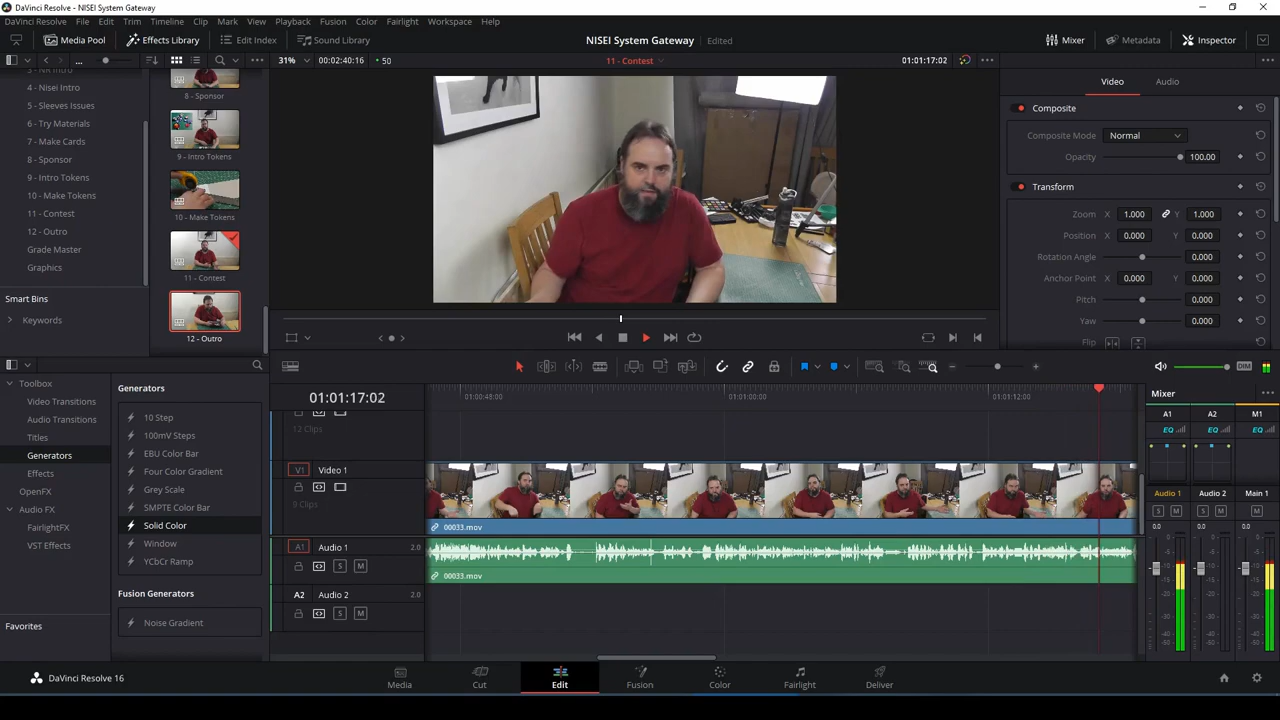 DaVinci Resolve - NISEI System Gateway
DaVinci Resolve File Edit Trim Timeline Clip Mark View Playback Fusion Color Fairlight Workspace Help
Media Pool Effects Library Edit Index Sound Library NISEI System Gateway Edited Mixer Metadata Inspector
... 31% 00:02:40:16 50 11 - Contest 01:01:17:02
Video Audio
4 - Nisei Intro
5 - Sleeves Issues
6 - Try Materials
7 - Make Cards
8 - Sponsor
9 - Intro Tokens
10 - Make Tokens
11 - Contest
12 - Outro
Grade Master
Graphics
Smart Bins
Keywords
8 - Sponsor
9 - Intro Tokens
10 - Make Tokens
11 - Contest
12 - Outro
Composite
Composite Mode Normal
Opacity 100.00
Transform
Zoom X 1.000 Y 1.000
Position X 0.000 Y 0.000
Rotation Angle 0.000
Anchor Point X 0.000 Y 0.000
Pitch 0.000
Yaw 0.000
Flip
Toolbox
Video Transitions
Audio Transitions
Titles
Generators
Effects
OpenFX
Audio FX
FairlightFX
VST Effects
Favorites
Generators
10 Step
100mV Steps
EBU Color Bar
Four Color Gradient
Grey Scale
SMPTE Color Bar
Solid Color
Window
YCbCr Ramp
Fusion Generators
Noise Gradient
DIM
01:01:17:02
01:00:48:00 01:01:00:00 01:01:12:00
12 Clips
V1 Video 1
9 Clips
00033.mov
A1 Audio 1 2.0
S M
00033.mov
A2 Audio 2 2.0
S M
Mixer
A1 A2 M1
EQ EQ EQ
Audio 1 Audio 2 Main 1
S M S M M
0.0 0.0 0.0
DaVinci Resolve 16
Media Cut Edit Fusion Color Fairlight Deliver